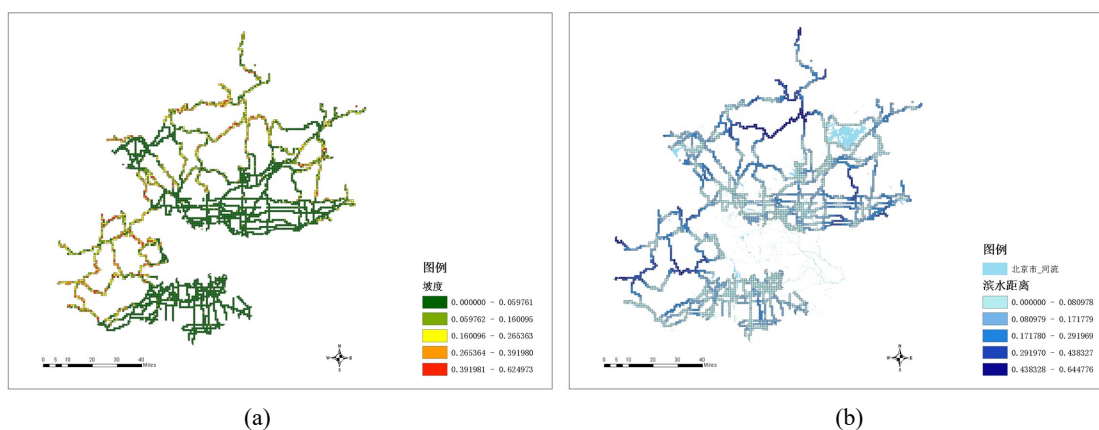 图例
坡度
0.000000 - 0.059761
0.059762 - 0.160095
0.160096 - 0.265363
0.265364 - 0.391980
0.391981 - 0.624973
0 5 10 20 30 40
Miles
N
W E
S
(a)
图例
北京市_河流
滨水距离
0.000000 - 0.080978
0.080979 - 0.171779
0.171780 - 0.291969
0.291970 - 0.438327
0.438328 - 0.644776
0 5 10 20 30 40
Miles
N
W E
S
(b)